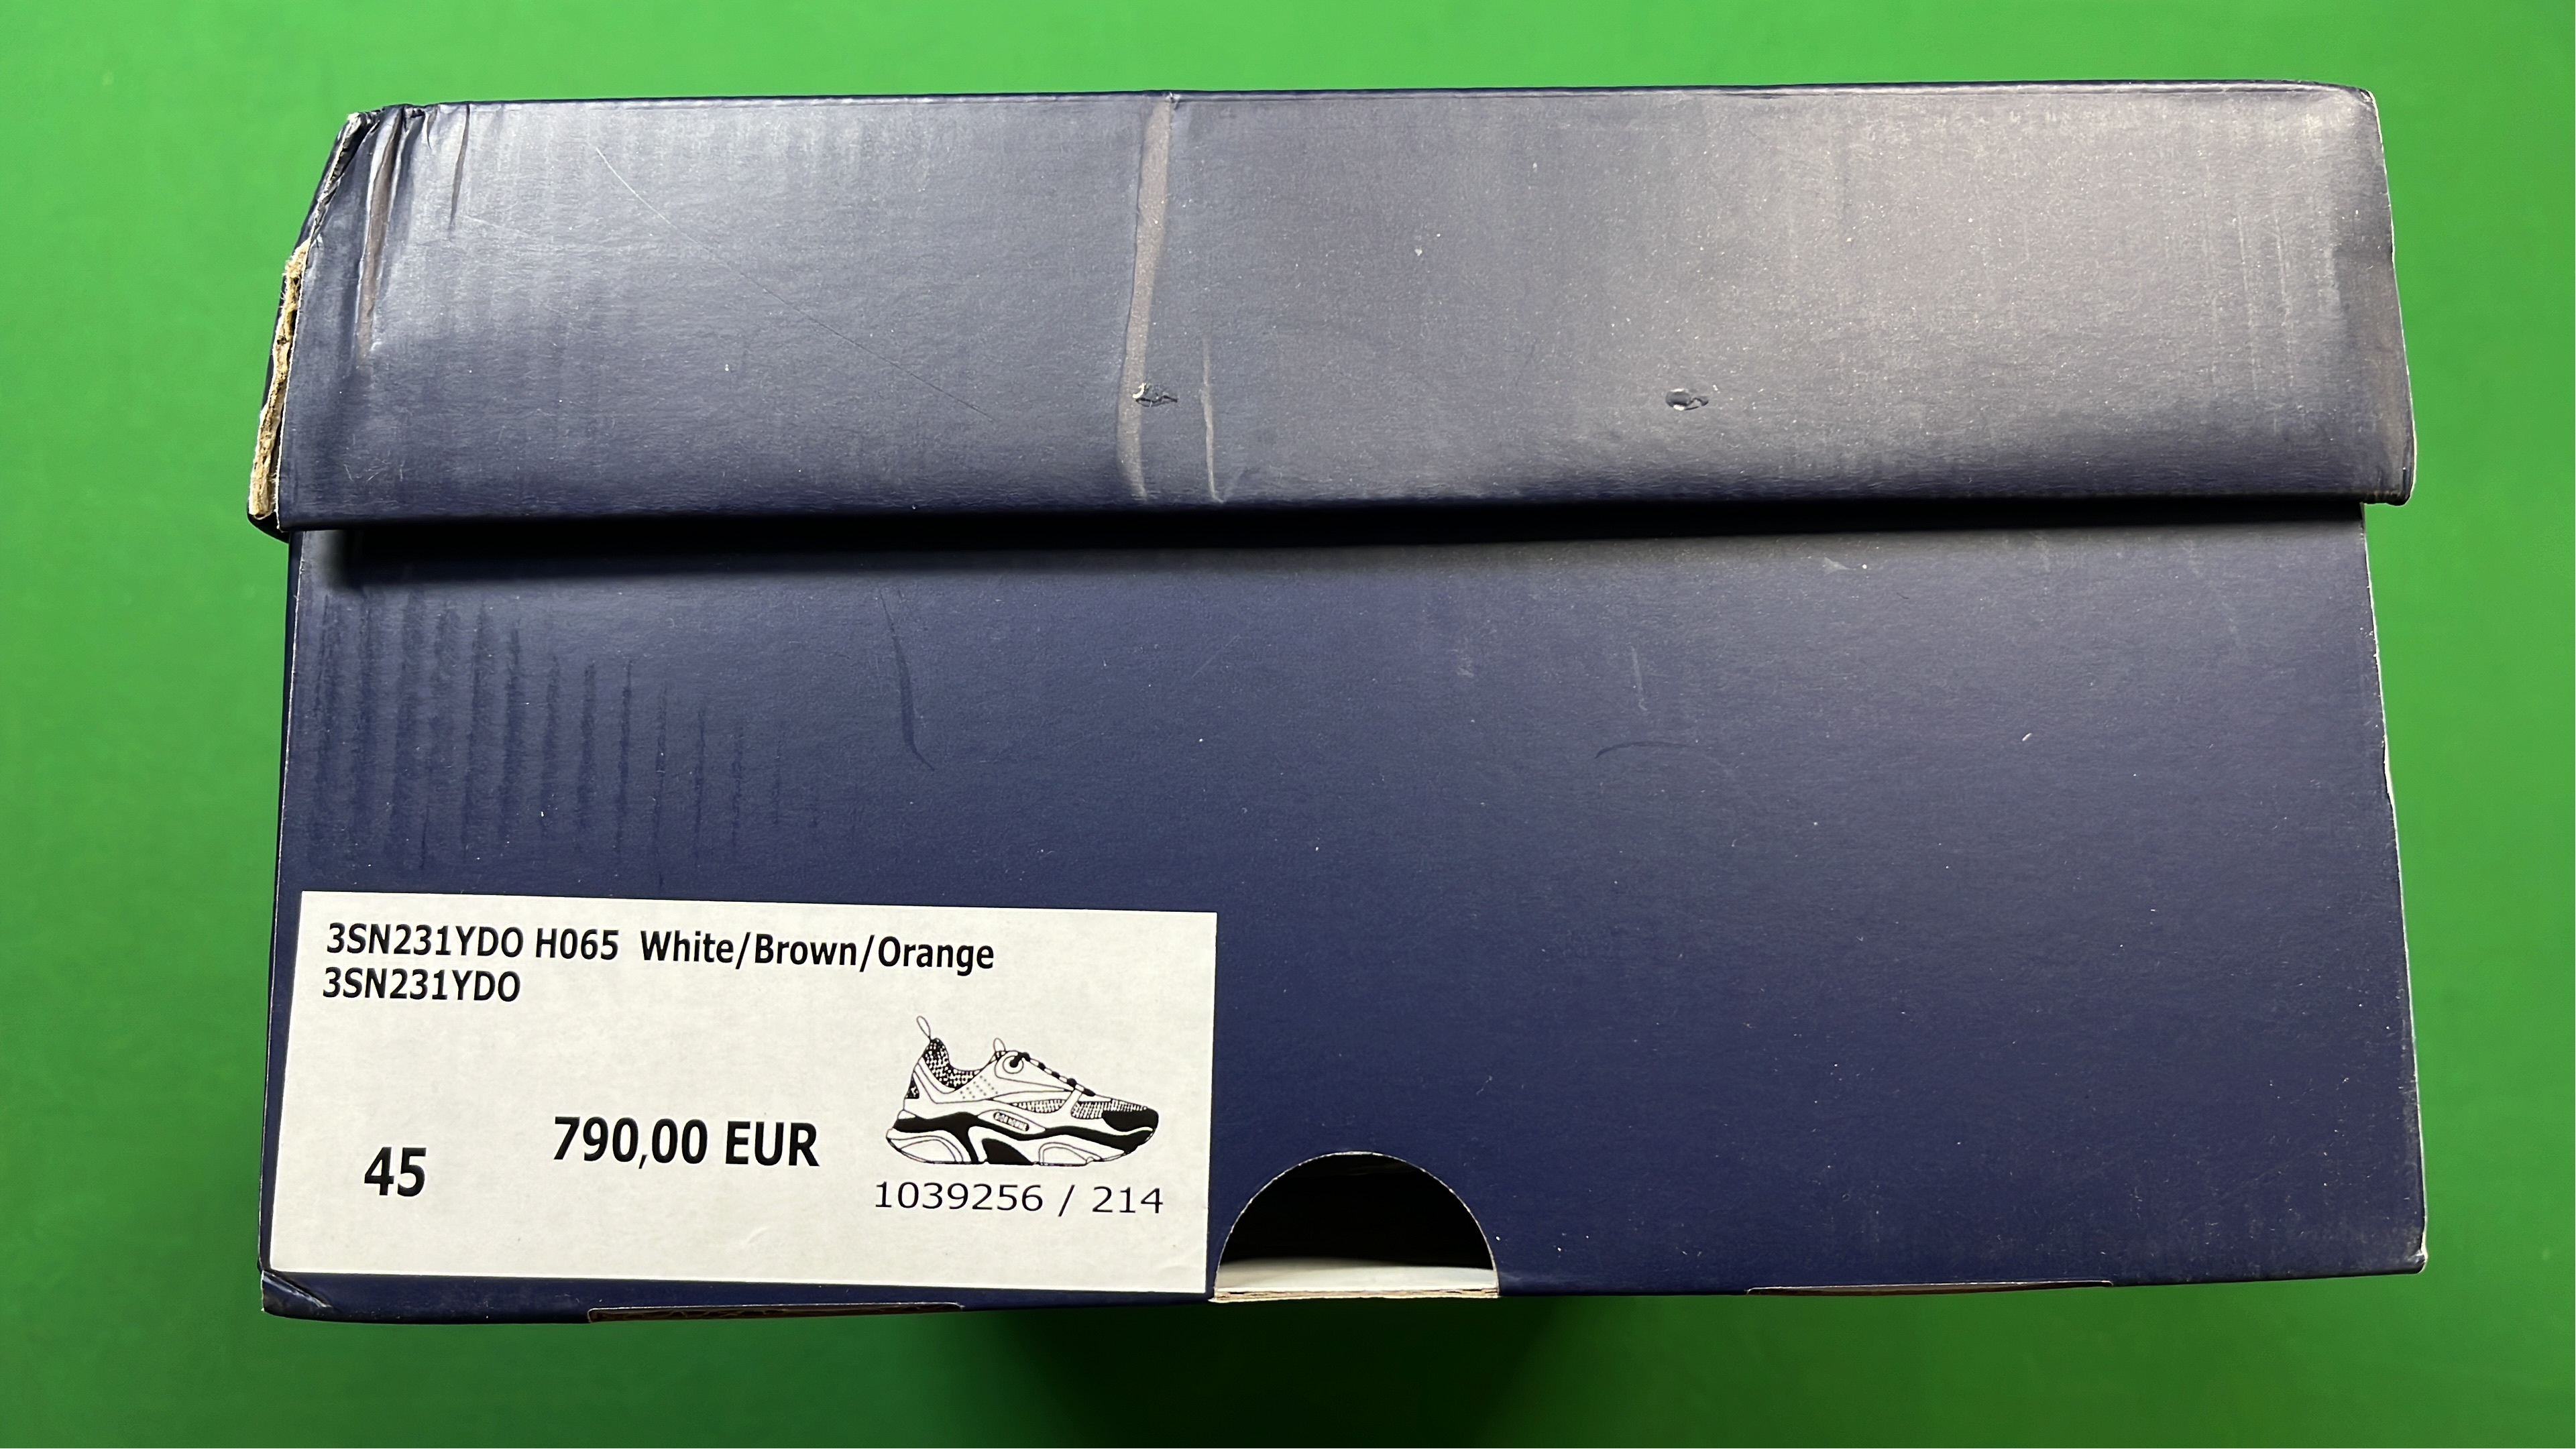 3SN231YDO H065 White/Brown/Orange
3SN231YDO
45
790,00 EUR
1039256 / 214